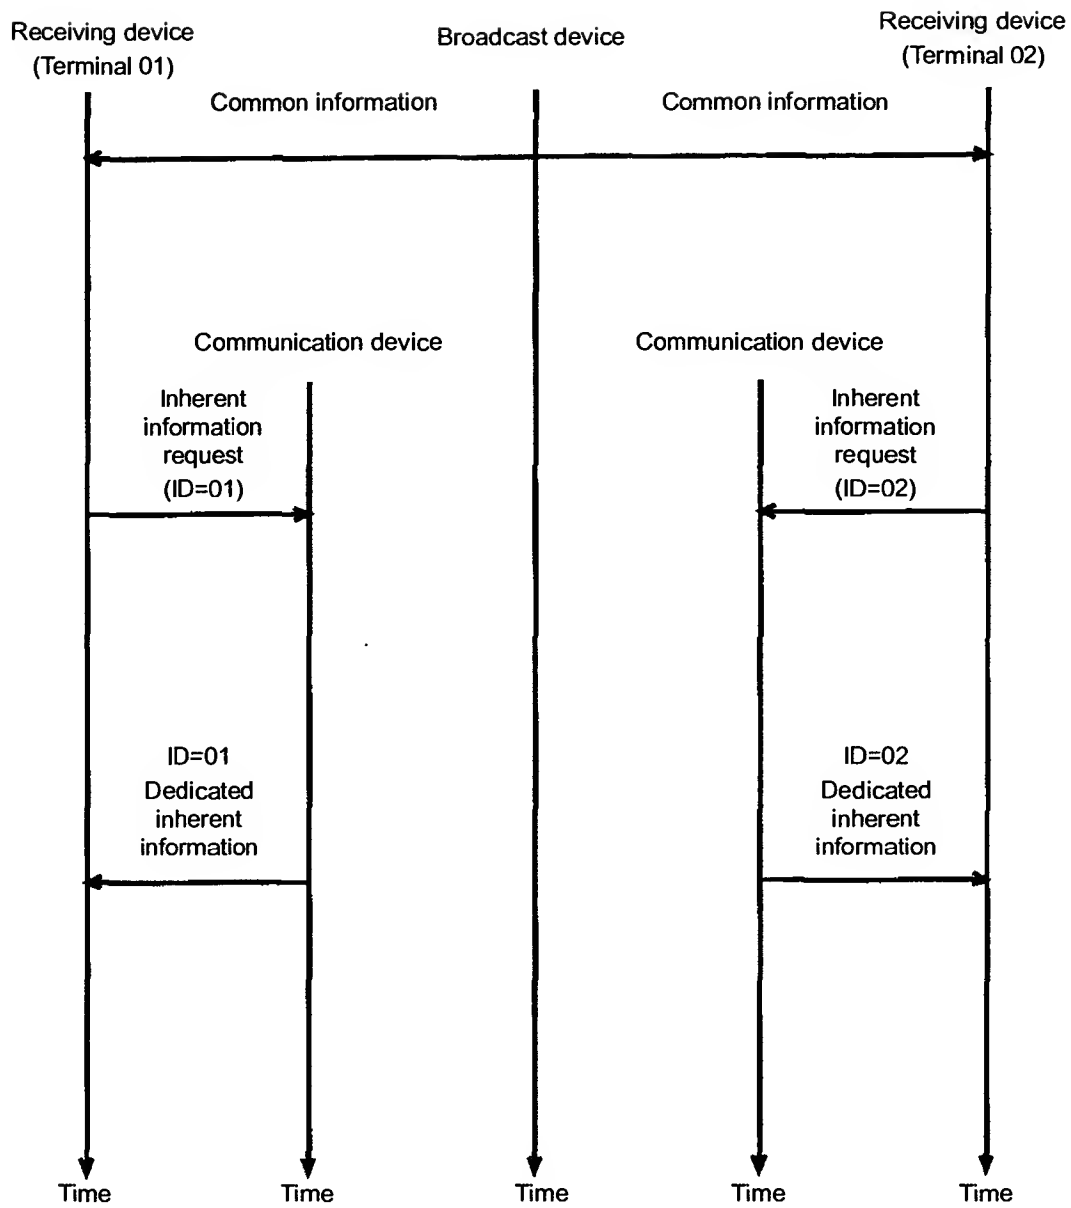 Receiving device
(Terminal 01)
Broadcast device
Receiving device
(Terminal 02)
Common information
Common information
Communication device
Communication device
Inherent
information
request
(ID=01)
Inherent
information
request
(ID=02)
ID=01
Dedicated
inherent
information
ID=02
Dedicated
inherent
information
Time
Time
Time
Time
Time